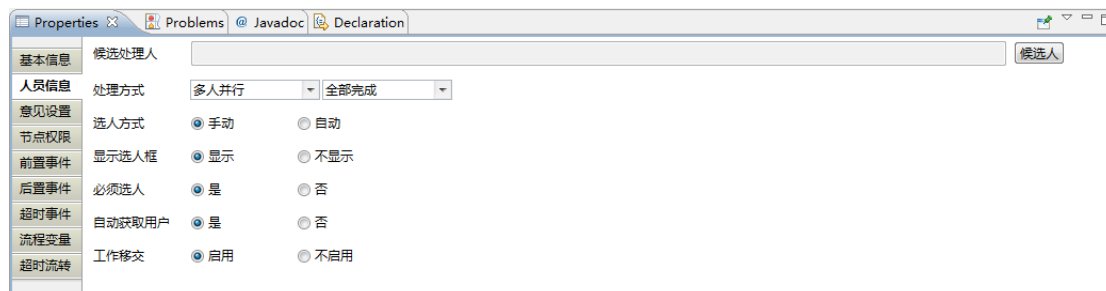 Properties Problems @ Javadoc Declaration
基本信息 候选处理人 候选人
人员信息 处理方式 多人并行 全部完成
意见设置 选人方式 手动 自动
节点权限
前置事件 显示选人框 显示 不显示
后置事件 必须选人 是 否
超时事件 自动获取用户 是 否
流程变量
超时流转 工作移交 启用 不启用